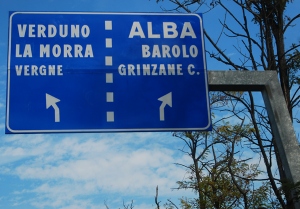 VERDUNO
LA MORRA
VERGNE
ALBA
BAROLO
GRINZANE C.